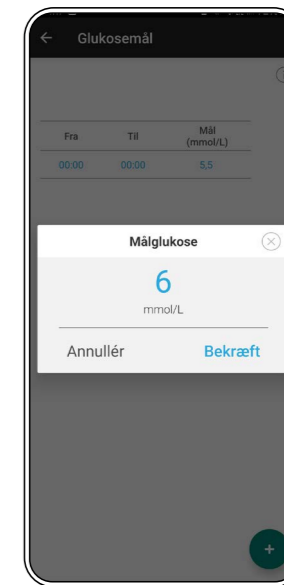 Glukosemål
Fra Til Mål
(mmol/L)
00:00 00:00 5,5
Målglukose
6
mmol/L
Annullér Bekræft
+